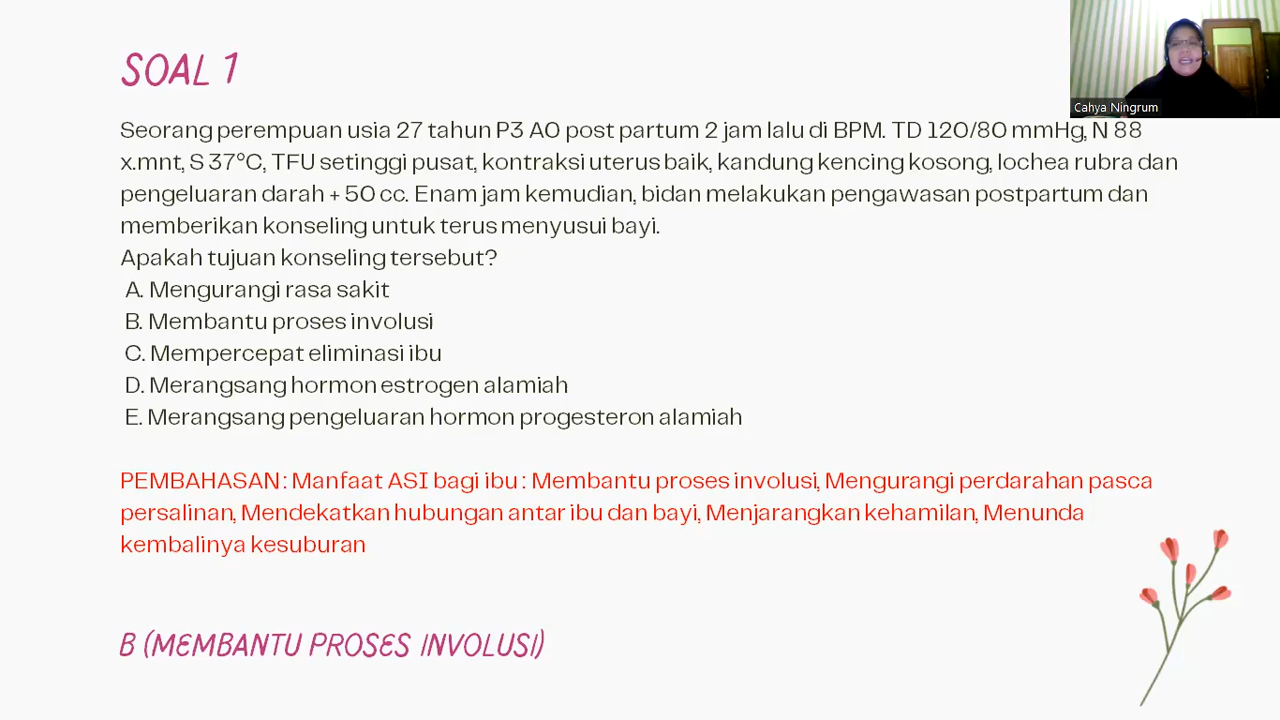 SOAL 1
Cahya Ningrum
Seorang perempuan usia 27 tahun P3 A0 post partum 2 jam lalu di BPM. TD 120/80 mmHg, N 88
x.mnt, S 37°C, TFU setinggi pusat, kontraksi uterus baik, kandung kencing kosong, lochea rubra dan
pengeluaran darah + 50 cc. Enam jam kemudian, bidan melakukan pengawasan postpartum dan
memberikan konseling untuk terus menyusui bayi.
Apakah tujuan konseling tersebut?
A. Mengurangi rasa sakit
B. Membantu proses involusi
C. Mempercepat eliminasi ibu
D. Merangsang hormon estrogen alamiah
E. Merangsang pengeluaran hormon progesteron alamiah
PEMBAHASAN : Manfaat ASI bagi ibu : Membantu proses involusi, Mengurangi perdarahan pasca
persalinan, Mendekatkan hubungan antar ibu dan bayi, Menjarangkan kehamilan, Menunda
kembalinya kesuburan
B (MEMBANTU PROSES INVOLUSI)